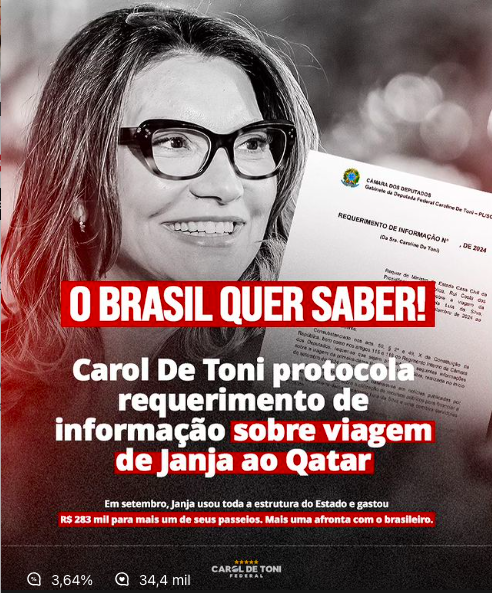 CÂMARA DOS DEPUTADOS
Gabinete da Deputada Federal Caroline De Toni – PL/SC
REQUERIMENTO DE INFORMAÇÃO Nº , DE 2024
(Da Sra. Caroline De Toni)
O BRASIL QUER SABER!
Carol De Toni protocola
requerimento de
informação sobre viagem
de Janja ao Qatar
Em setembro, Janja usou toda a estrutura do Estado e gastou
R$ 283 mil para mais um de seus passeios. Mais uma afronta com o brasileiro.
CAROL DE TONI
FEDERAL
3,64% 34,4 mil